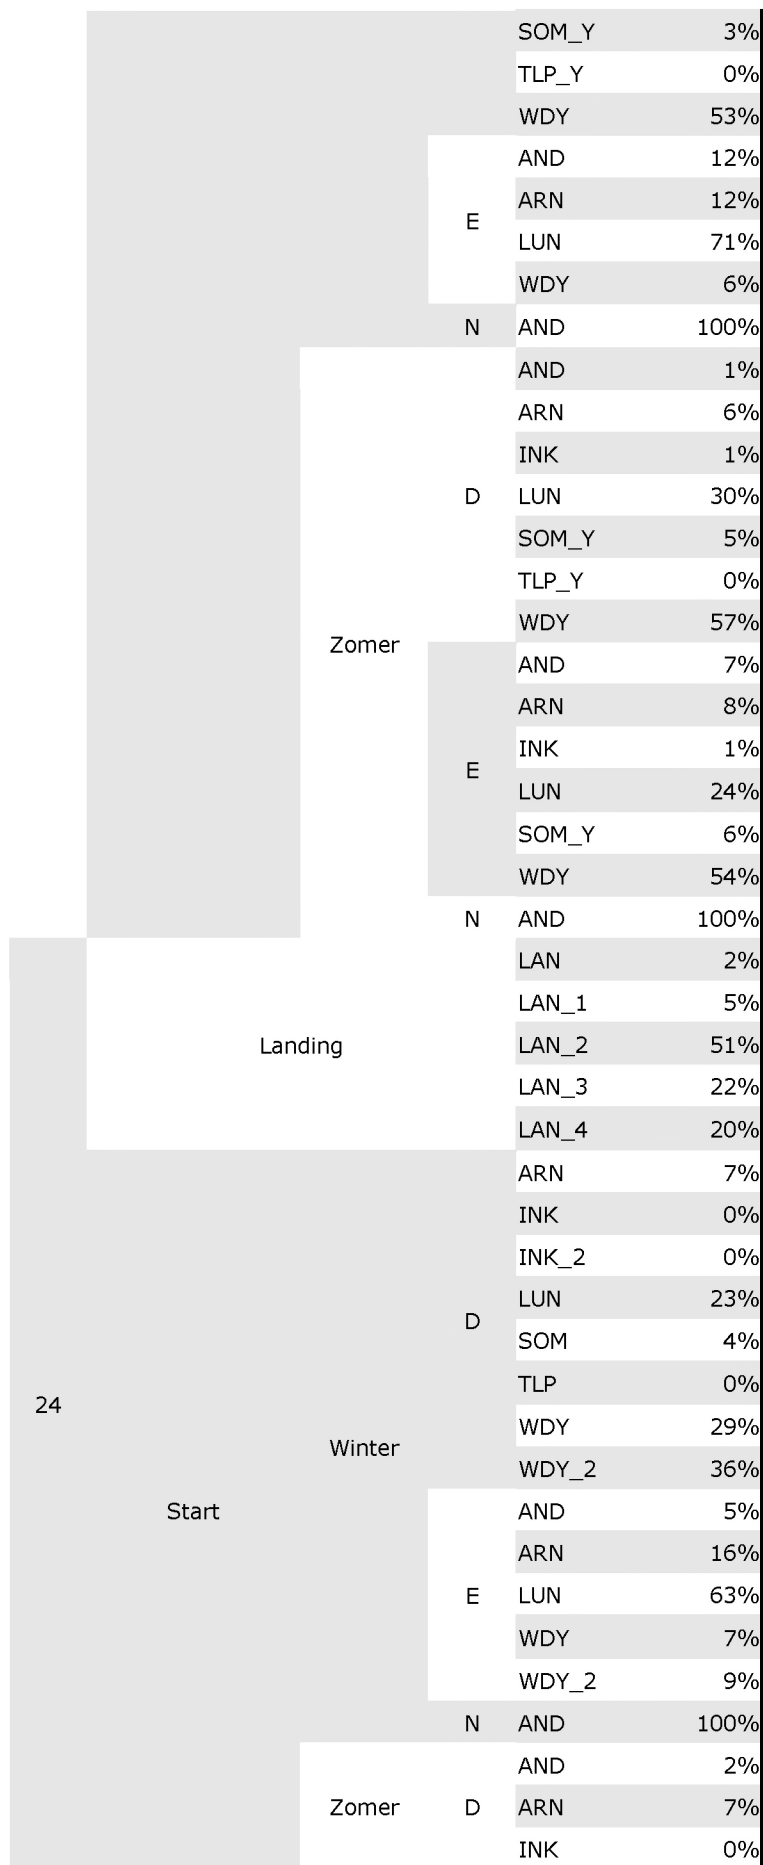 SOM_Y 3%
TLP_Y 0%
WDY 53%
AND 12%
ARN 12%
E
LUN 71%
WDY 6%
N AND 100%
AND 1%
ARN 6%
INK 1%
D LUN 30%
SOM_Y 5%
TLP_Y 0%
WDY 57%
Zomer
AND 7%
ARN 8%
INK 1%
E
LUN 24%
SOM_Y 6%
WDY 54%
N AND 100%
LAN 2%
LAN_1 5%
Landing LAN_2 51%
LAN_3 22%
LAN_4 20%
ARN 7%
INK 0%
INK_2 0%
LUN 23%
D
SOM 4%
TLP 0%
24
WDY 29%
Winter
WDY_2 36%
Start AND 5%
ARN 16%
E LUN 63%
WDY 7%
WDY_2 9%
N AND 100%
AND 2%
Zomer D ARN 7%
INK 0%